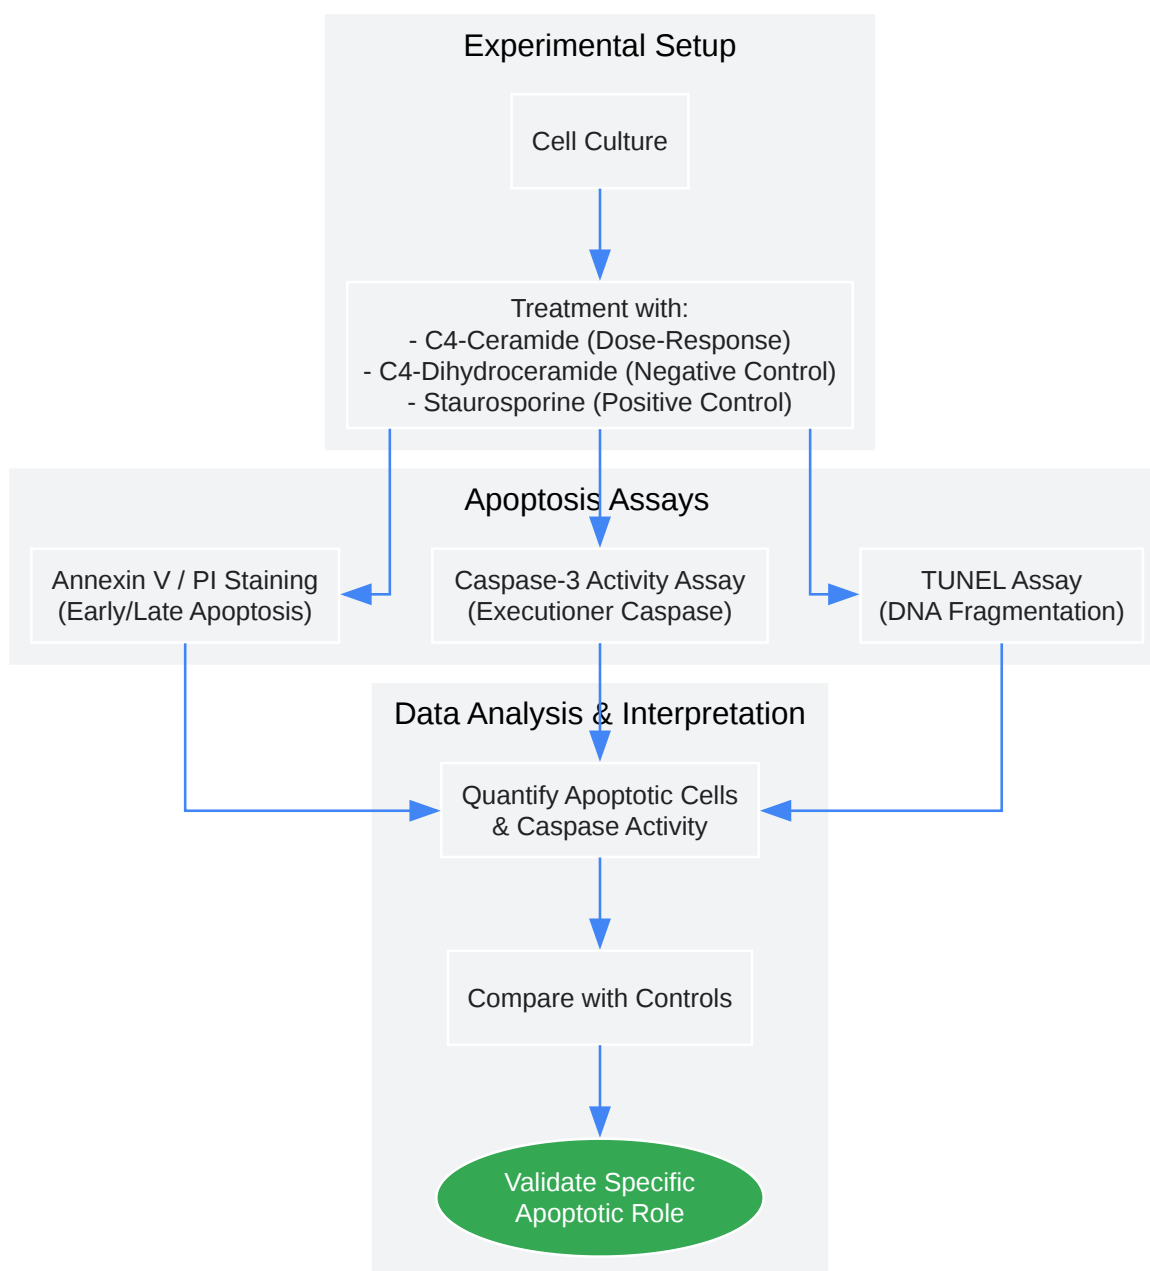 Experimental Setup
Cell Culture
Treatment with:
- C4-Ceramide (Dose-Response)
- C4-Dihydroceramide (Negative Control)
- Staurosporine (Positive Control)
Apoptosis Assays
Annexin V / PI Staining
(Early/Late Apoptosis)
Caspase-3 Activity Assay
(Executioner Caspase)
TUNEL Assay
(DNA Fragmentation)
Data Analysis & Interpretation
Quantify Apoptotic Cells
& Caspase Activity
Compare with Controls
Validate Specific
Apoptotic Role